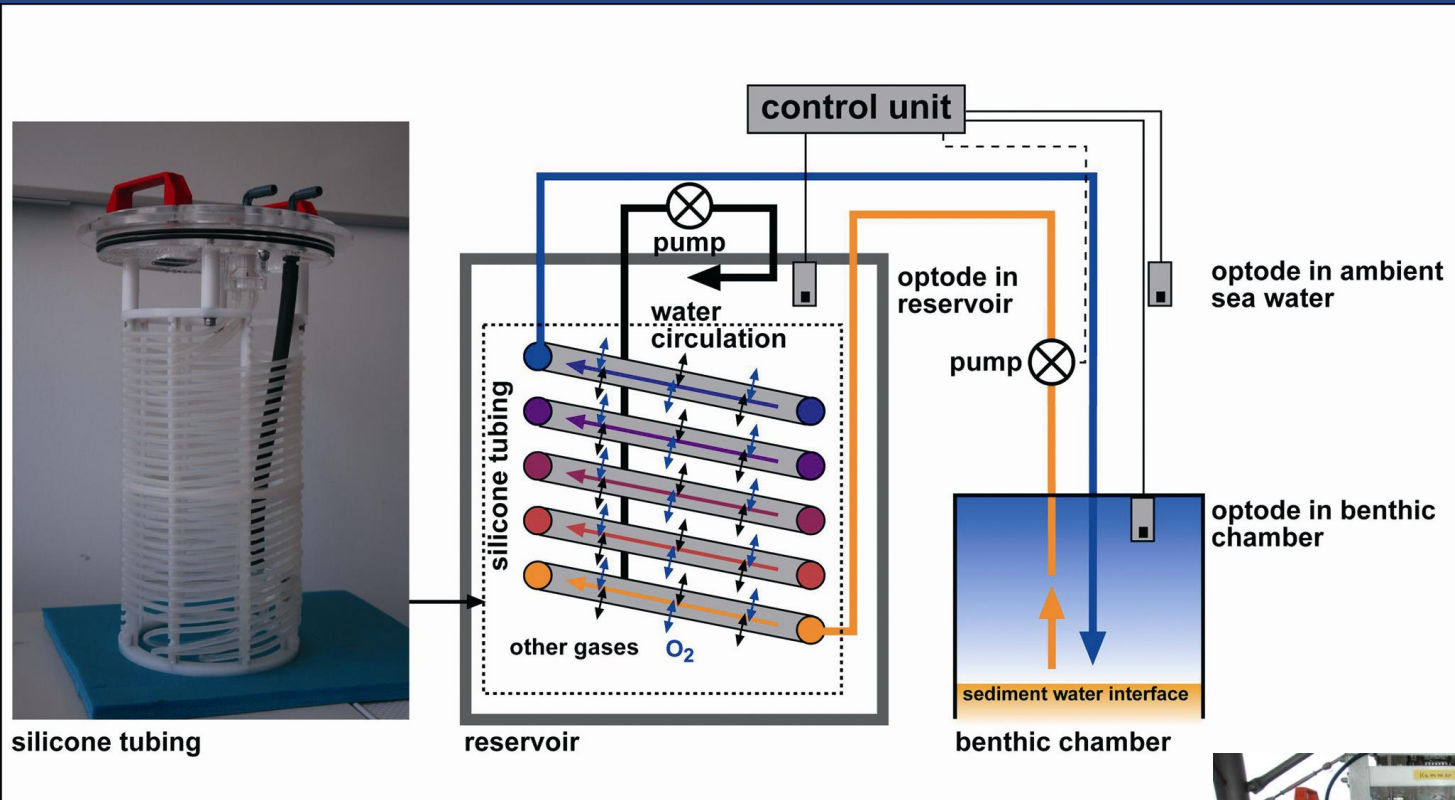 control unit
pump
optode in
reservoir
optode in ambient
sea water
water
circulation
pump
silicone tubing
optode in benthic
chamber
other gases
O₂
sediment water interface
silicone tubing
reservoir
benthic chamber